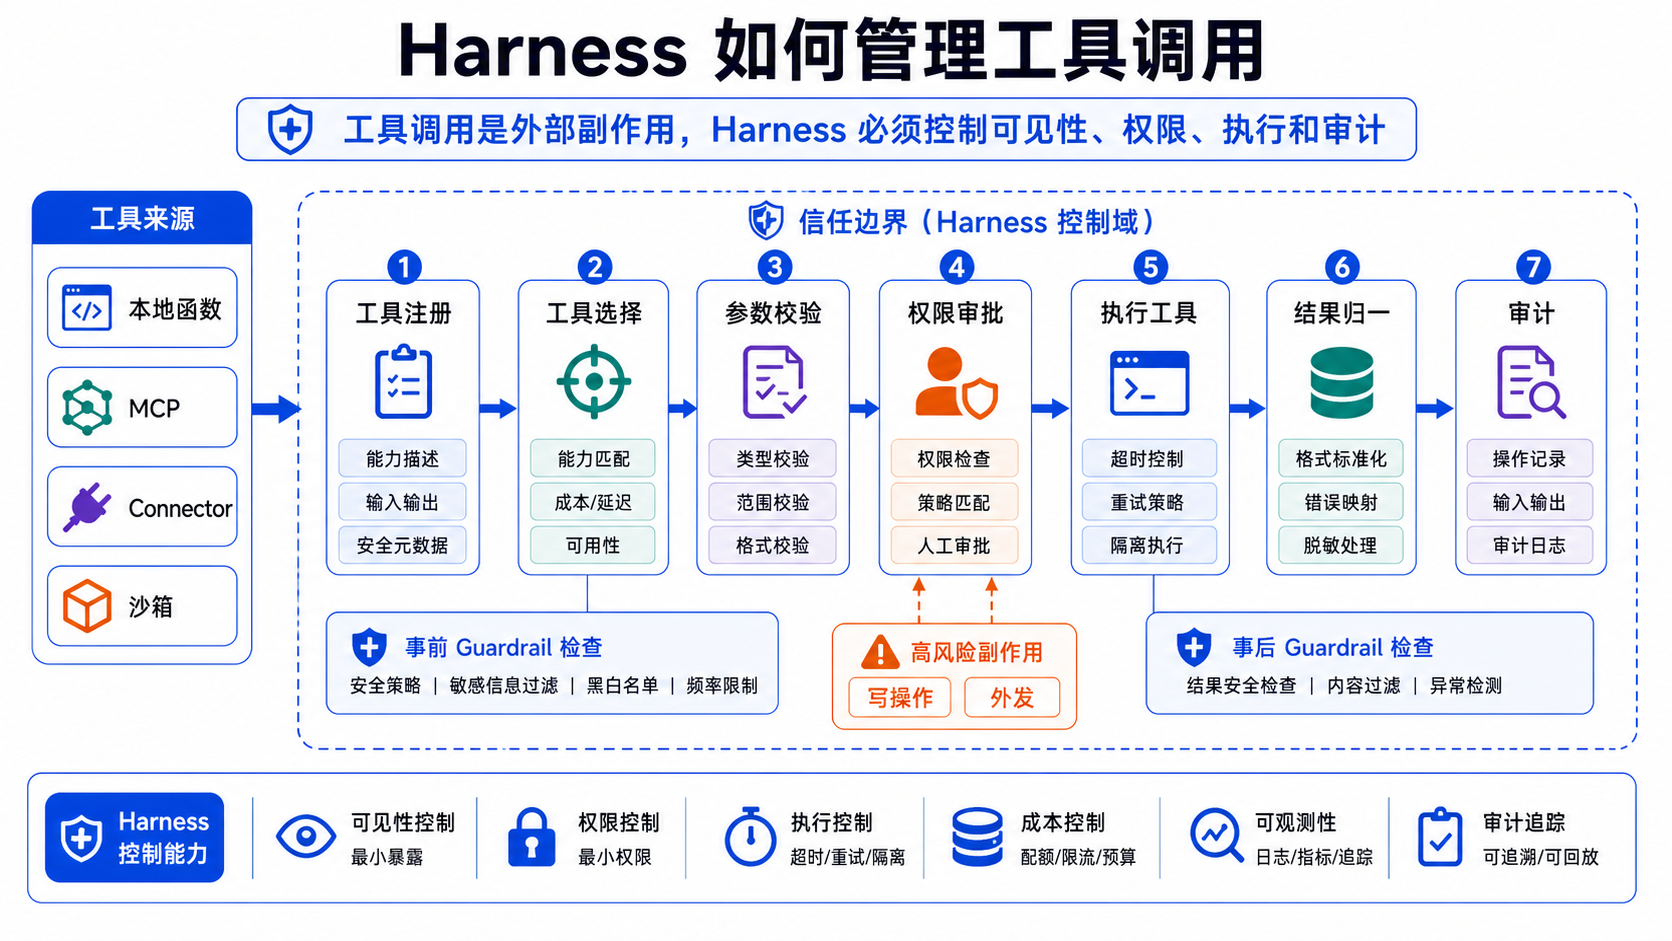 Harness 如何管理工具调用
工具调用是外部副作用，Harness 必须控制可见性、权限、执行和审计
工具来源
本地函数
MCP
Connector
沙箱
信任边界（Harness 控制域）
1
工具注册
能力描述
输入输出
安全元数据
2
工具选择
能力匹配
成本/延迟
可用性
3
参数校验
类型校验
范围校验
格式校验
4
权限审批
权限检查
策略匹配
人工审批
5
执行工具
超时控制
重试策略
隔离执行
6
结果归一
格式标准化
错误映射
脱敏处理
7
审计
操作记录
输入输出
审计日志
事前 Guardrail 检查
安全策略 | 敏感信息过滤 | 黑白名单 | 频率限制
高风险副作用
写操作
外发
事后 Guardrail 检查
结果安全检查 | 内容过滤 | 异常检测
Harness
控制能力
可见性控制
最小暴露
权限控制
最小权限
执行控制
超时/重试/隔离
成本控制
配额/限流/预算
可观测性
日志/指标/追踪
审计追踪
可追溯/可回放